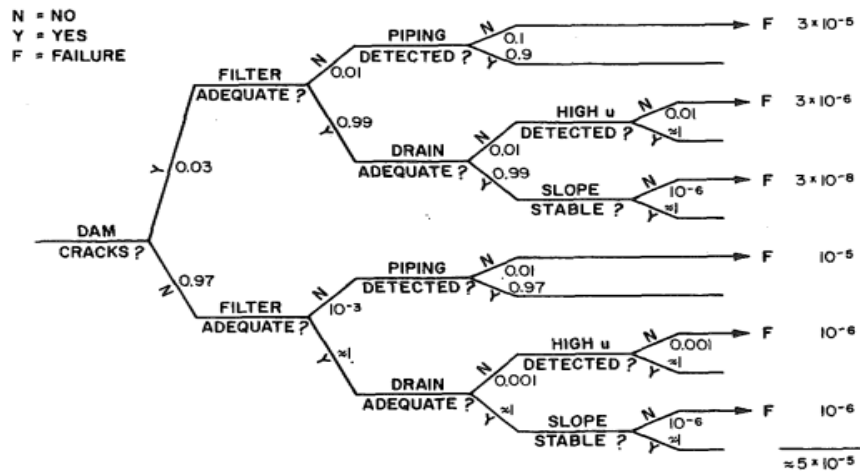 N = NO
Y = YES
F = FAILURE
PIPING
DETECTED ?
N
0.1
Y
0.9
F 3 × 10⁻⁵
FILTER
ADEQUATE ?
N
0.01
Y
0.99
HIGH u
DETECTED ?
N
0.01
Y
≈1
F 3 × 10⁻⁶
DRAIN
ADEQUATE ?
N
0.01
Y
0.99
SLOPE
STABLE ?
N
10⁻⁶
Y
≈1
F 3 × 10⁻⁸
Y
0.03
DAM
CRACKS ?
N
0.97
PIPING
DETECTED ?
N
0.01
Y
0.97
F 10⁻⁵
FILTER
ADEQUATE ?
N
10⁻³
Y
≈1
HIGH u
DETECTED ?
N
0.001
Y
≈1
F 10⁻⁶
DRAIN
ADEQUATE ?
N
0.001
Y
≈1
SLOPE
STABLE ?
N
10⁻⁶
Y
≈1
F 10⁻⁶
≈5 × 10⁻⁵